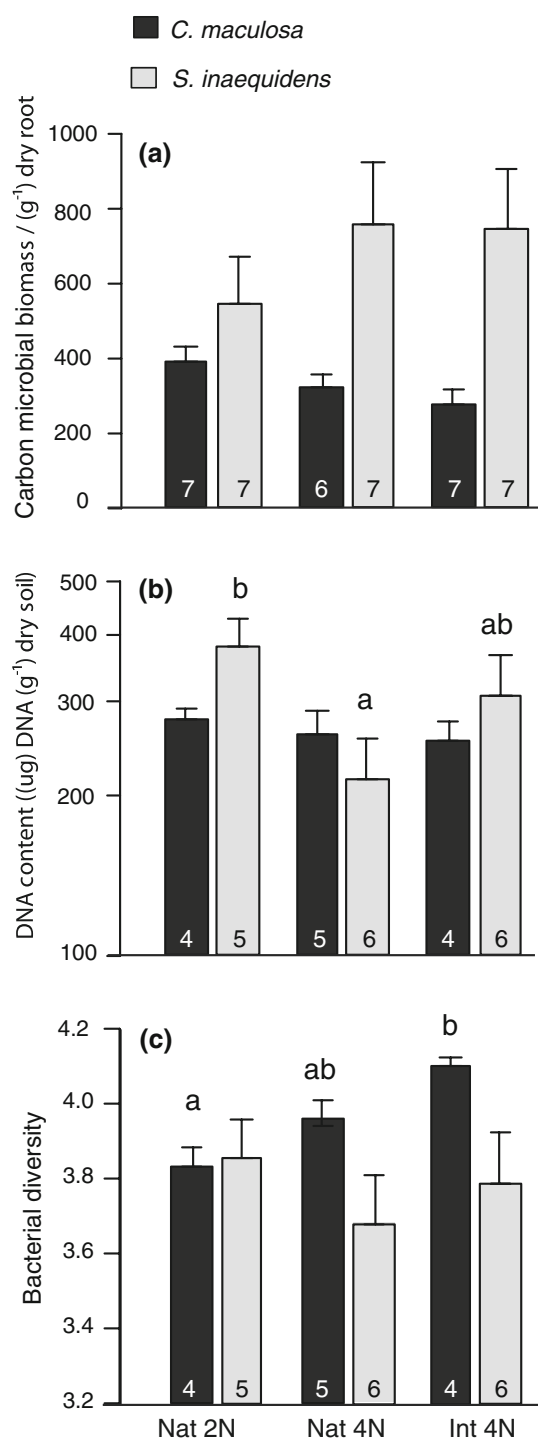 C. maculosa
S. inaequidens
Carbon microbial biomass / (g⁻¹) dry root
1000
800
600
400
200
0
(a)
7 7 6 7 7 7
DNA content ((ug) DNA (g⁻¹) dry soil)
500
400
300
200
100
(b)
b
a
ab
4 5 5 6 4 6
Bacterial diversity
4.2
4.0
3.8
3.6
3.4
3.2
(c)
a
ab
b
4 5 5 6 4 6
Nat 2N Nat 4N Int 4N